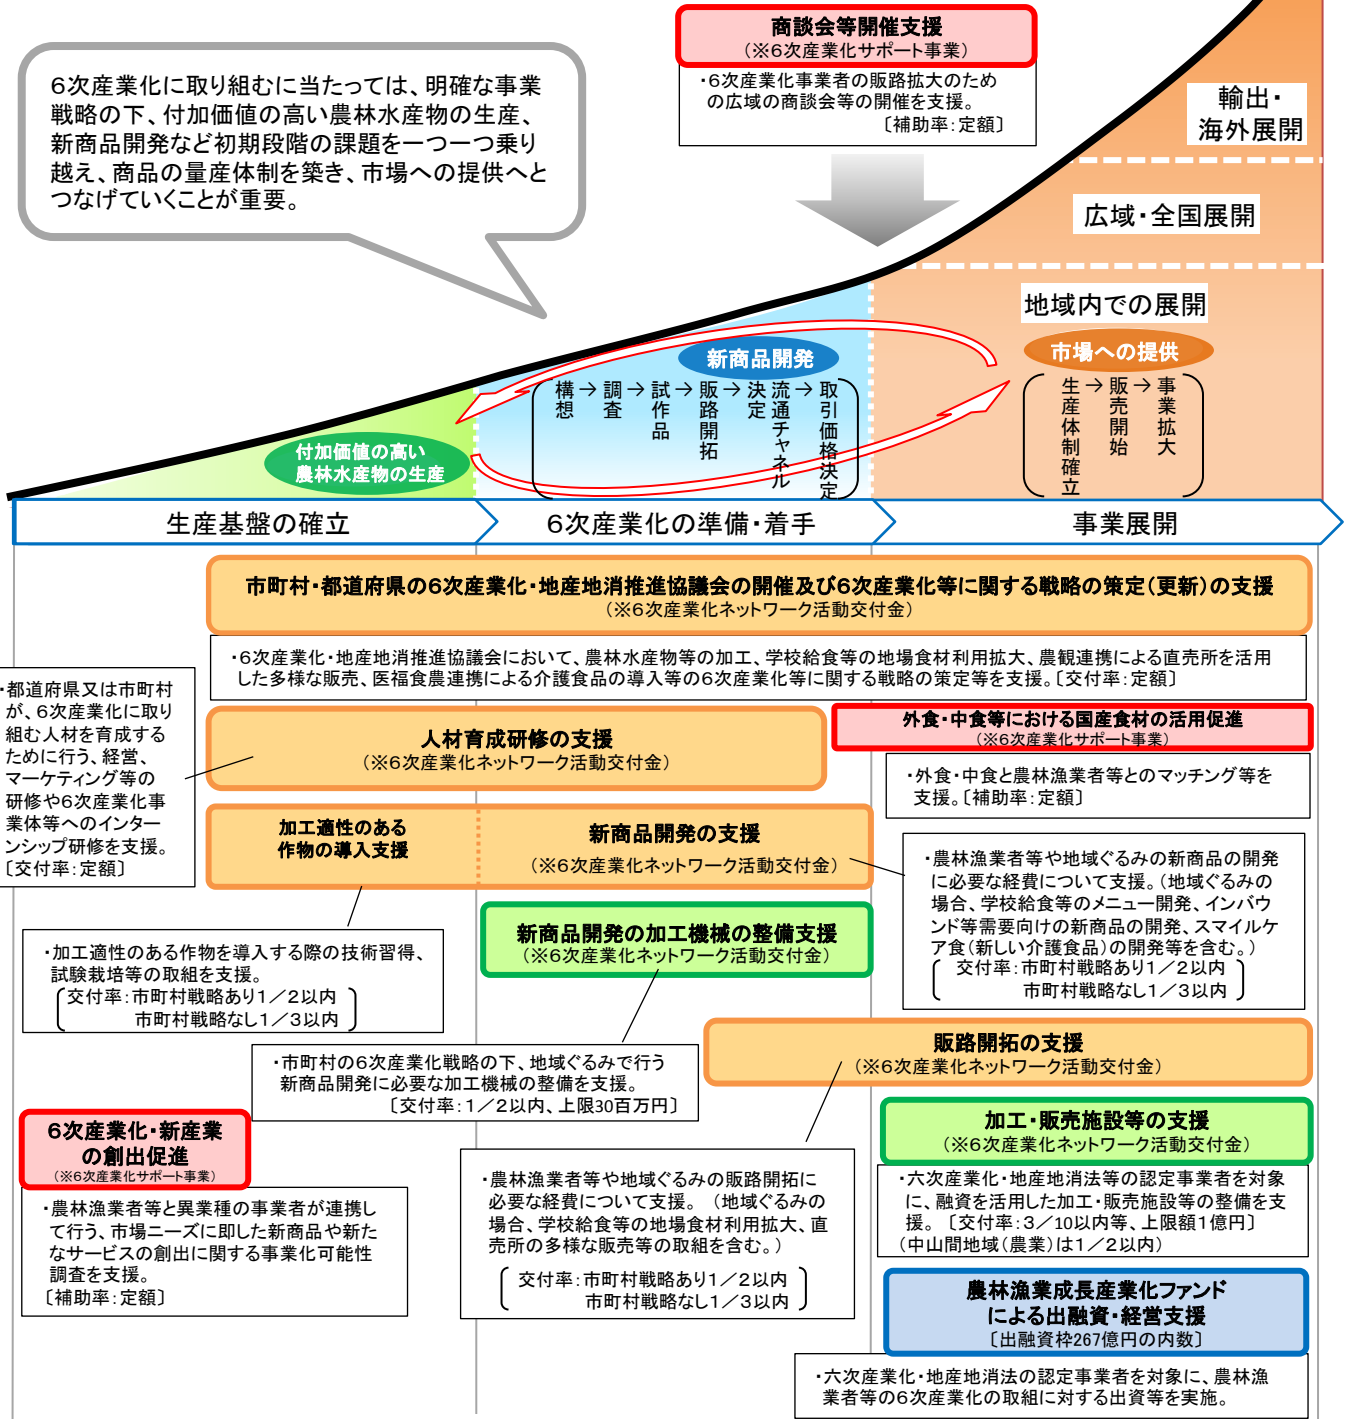 商談会等開催支援
（※６次産業化サポート事業）
・６次産業化事業者の販路拡大のため
の広域の商談会等の開催を支援。
〔補助率：定額〕
６次産業化に取り組むに当たっては、明確な事業
戦略の下、付加価値の高い農林水産物の生産、
新商品開発など初期段階の課題を一つ一つ乗り
越え、商品の量産体制を築き、市場への提供へと
つなげていくことが重要。
輸出・
海外展開
広域・全国展開
地域内での展開
市場への提供
生産体制確立→販売開始→事業拡大
新商品開発
構想→調査→試作品→販路開拓→流通チャネル決定→取引価格決定
付加価値の高い
農林水産物の生産
生産基盤の確立
６次産業化の準備・着手
事業展開
市町村・都道府県の６次産業化・地産地消推進協議会の開催及び６次産業化等に関する戦略の策定（更新）の支援
（※６次産業化ネットワーク活動交付金）
・６次産業化・地産地消推進協議会において、農林水産物等の加工、学校給食等の地場食材利用拡大、農観連携による直売所を活用
した多様な販売、医福食農連携による介護食品の導入等の６次産業化等に関する戦略の策定等を支援。〔交付率：定額〕
・都道府県又は市町村
が、６次産業化に取り
組む人材を育成する
ために行う、経営、
マーケティング等の
研修や６次産業化事
業体等へのインター
ンシップ研修を支援。
〔交付率：定額〕
人材育成研修の支援
（※６次産業化ネットワーク活動交付金）
外食・中食等における国産食材の活用促進
（※６次産業化サポート事業）
・外食・中食と農林漁業者等とのマッチング等を
支援。〔補助率：定額〕
加工適性のある
作物の導入支援
新商品開発の支援
（※６次産業化ネットワーク活動交付金）
・農林漁業者等や地域ぐるみの新商品の開発
に必要な経費について支援。（地域ぐるみの
場合、学校給食等のメニュー開発、インバウ
ンド等需要向けの新商品の開発、スマイルケ
ア食（新しい介護食品）の開発等を含む。）
交付率：市町村戦略あり１／２以内
市町村戦略なし１／３以内
新商品開発の加工機械の整備支援
（※６次産業化ネットワーク活動交付金）
・加工適性のある作物を導入する際の技術習得、
試験栽培等の取組を支援。
交付率：市町村戦略あり１／２以内
市町村戦略なし１／３以内
・市町村の６次産業化戦略の下、地域ぐるみで行う
新商品開発に必要な加工機械の整備を支援。
〔交付率：１／２以内、上限30百万円〕
販路開拓の支援
（※６次産業化ネットワーク活動交付金）
６次産業化・新産業
の創出促進
（※６次産業化サポート事業）
・農林漁業者等と異業種の事業者が連携し
て行う、市場ニーズに即した新商品や新た
なサービスの創出に関する事業化可能性
調査を支援。
〔補助率：定額〕
・農林漁業者等や地域ぐるみの販路開拓に
必要な経費について支援。（地域ぐるみの
場合、学校給食等の地場食材利用拡大、直
売所の多様な販売等の取組を含む。）
交付率：市町村戦略あり１／２以内
市町村戦略なし１／３以内
加工・販売施設等の支援
（※６次産業化ネットワーク活動交付金）
・六次産業化・地産地消法等の認定事業者を対象
に、融資を活用した加工・販売施設等の整備を支
援。〔交付率：３／10以内等、上限額１億円〕
（中山間地域（農業）は１／２以内）
農林漁業成長産業化ファンド
による出融資・経営支援
〔出融資枠267億円の内数〕
・六次産業化・地産地消法の認定事業者を対象に、農林漁
業者等の６次産業化の取組に対する出資等を実施。